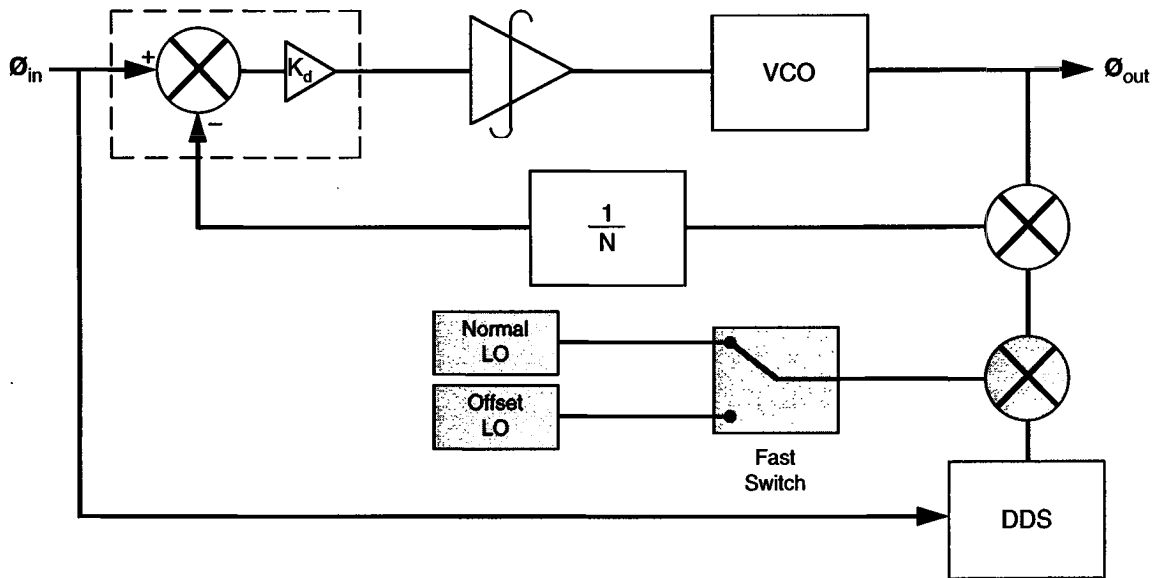 Øin
+
−
Kd
VCO
Øout
1
N
Normal
LO
Offset
LO
Fast
Switch
DDS